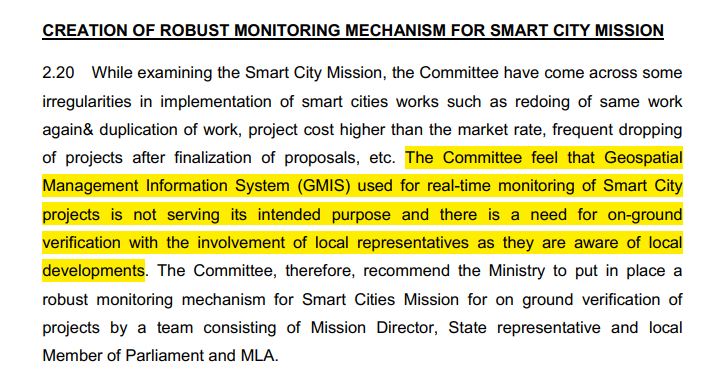 CREATION OF ROBUST MONITORING MECHANISM FOR SMART CITY MISSION
2.20 While examining the Smart City Mission, the Committee have come across some
irregularities in implementation of smart cities works such as redoing of same work
again& duplication of work, project cost higher than the market rate, frequent dropping
of projects after finalization of proposals, etc. The Committee feel that Geospatial
Management Information System (GMIS) used for real-time monitoring of Smart City
projects is not serving its intended purpose and there is a need for on-ground
verification with the involvement of local representatives as they are aware of local
developments. The Committee, therefore, recommend the Ministry to put in place a
robust monitoring mechanism for Smart Cities Mission for on ground verification of
projects by a team consisting of Mission Director, State representative and local
Member of Parliament and MLA.